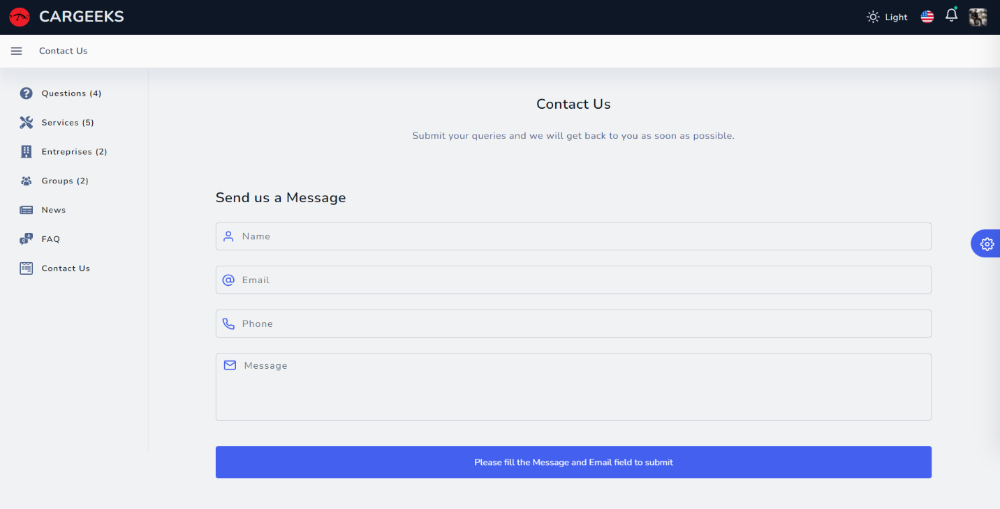 CARGEEKS
Light
Contact Us
Questions (4)
Services (5)
Entreprises (2)
Groups (2)
News
FAQ
Contact Us
Contact Us
Submit your queries and we will get back to you as soon as possible.
Send us a Message
Name
Email
Phone
Message
Please fill the Message and Email field to submit